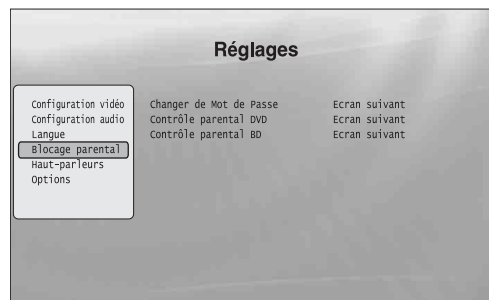 Réglages
Configuration vidéo
Configuration audio
Langue
Blocage parental
Haut-parleurs
Options
Changer de Mot de Passe Ecran suivant
Contrôle parental DVD Ecran suivant
Contrôle parental BD Ecran suivant